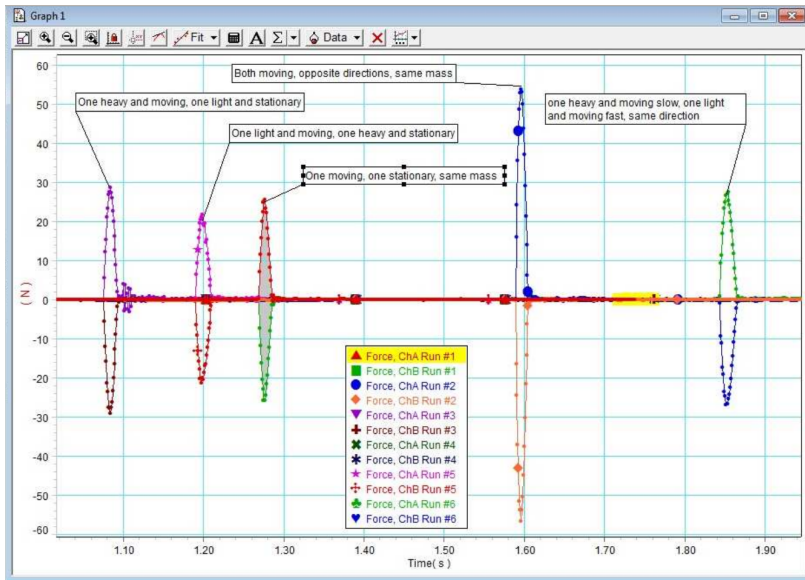 Graph 1
A Σ Fit Data
Both moving, opposite directions, same mass
One heavy and moving, one light and stationary
one heavy and moving slow, one light
and moving fast, same direction
One light and moving, one heavy and stationary
One moving, one stationary, same mass
60
50
40
30
20
10
0
-10
-20
-30
-40
-50
-60
( N )
Force, ChA Run #1
Force, ChB Run #1
Force, ChA Run #2
Force, ChB Run #2
Force, ChA Run #3
Force, ChB Run #3
Force, ChA Run #4
Force, ChB Run #4
Force, ChA Run #5
Force, ChB Run #5
Force, ChA Run #6
Force, ChB Run #6
1.10 1.20 1.30 1.40 1.50 1.60 1.70 1.80 1.90
Time( s )